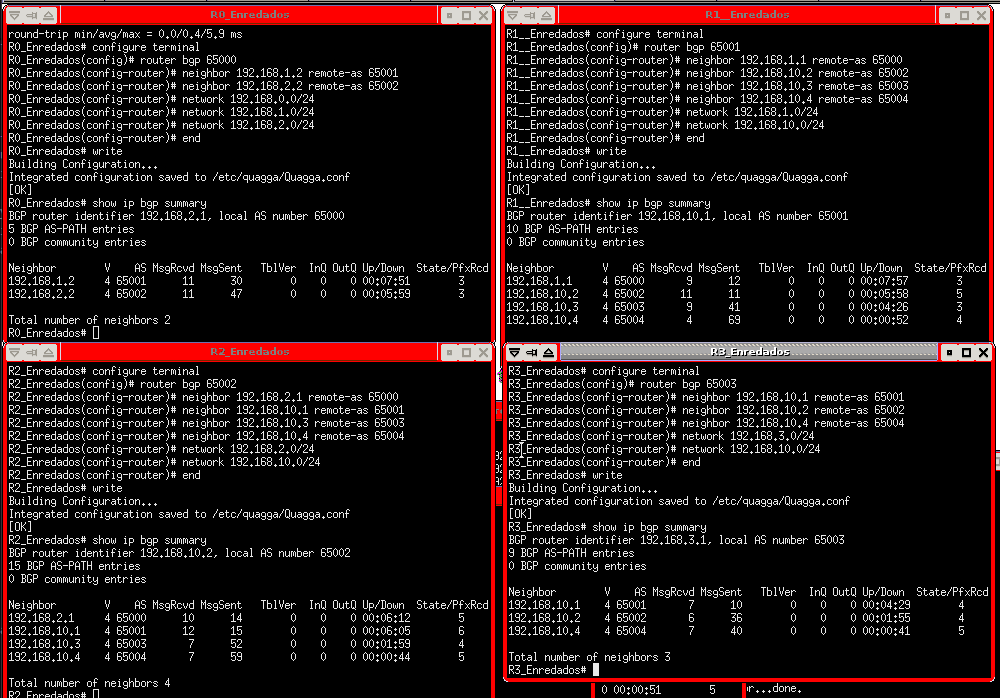 R0_Enredados
round-trip min/avg/max = 0.0/0.4/5.9 ms
R0_Enredados# configure terminal
R0_Enredados(config)# router bgp 65000
R0_Enredados(config-router)# neighbor 192.168.1.2 remote-as 65001
R0_Enredados(config-router)# neighbor 192.168.2.2 remote-as 65002
R0_Enredados(config-router)# network 192.168.0.0/24
R0_Enredados(config-router)# network 192.168.1.0/24
R0_Enredados(config-router)# network 192.168.2.0/24
R0_Enredados(config-router)# end
R0_Enredados# write
Building Configuration...
Integrated configuration saved to /etc/quagga/Quagga.conf
[OK]
R0_Enredados# show ip bgp summary
BGP router identifier 192.168.2.1, local AS number 65000
5 BGP AS-PATH entries
0 BGP community entries
Neighbor V AS MsgRcvd MsgSent TblVer InQ OutQ Up/Down State/PfxRcd
192.168.1.2 4 65001 11 30 0 0 0 00:07:51 3
192.168.2.2 4 65002 11 47 0 0 0 00:05:59 3
Total number of neighbors 2
R0_Enredados#
R1__Enredados
R1__Enredados# configure terminal
R1__Enredados(config)# router bgp 65001
R1__Enredados(config-router)# neighbor 192.168.1.1 remote-as 65000
R1__Enredados(config-router)# neighbor 192.168.10.2 remote-as 65002
R1__Enredados(config-router)# neighbor 192.168.10.3 remote-as 65003
R1__Enredados(config-router)# neighbor 192.168.10.4 remote-as 65004
R1__Enredados(config-router)# network 192.168.1.0/24
R1__Enredados(config-router)# network 192.168.10.0/24
R1__Enredados(config-router)# end
R1__Enredados# write
Building Configuration...
Integrated configuration saved to /etc/quagga/Quagga.conf
[OK]
R1__Enredados# show ip bgp summary
BGP router identifier 192.168.10.1, local AS number 65001
10 BGP AS-PATH entries
0 BGP community entries
Neighbor V AS MsgRcvd MsgSent TblVer InQ OutQ Up/Down State/PfxRcd
192.168.1.1 4 65000 9 12 0 0 0 00:07:57 3
192.168.10.2 4 65002 11 11 0 0 0 00:05:58 5
192.168.10.3 4 65003 9 41 0 0 0 00:04:26 3
192.168.10.4 4 65004 4 69 0 0 0 00:00:52 4
R2_Enredados
R2_Enredados# configure terminal
R2_Enredados(config)# router bgp 65002
R2_Enredados(config-router)# neighbor 192.168.2.1 remote-as 65000
R2_Enredados(config-router)# neighbor 192.168.10.1 remote-as 65001
R2_Enredados(config-router)# neighbor 192.168.10.3 remote-as 65003
R2_Enredados(config-router)# neighbor 192.168.10.4 remote-as 65004
R2_Enredados(config-router)# network 192.168.2.0/24
R2_Enredados(config-router)# network 192.168.10.0/24
R2_Enredados(config-router)# end
R2_Enredados# write
Building Configuration...
Integrated configuration saved to /etc/quagga/Quagga.conf
[OK]
R2_Enredados# show ip bgp summary
BGP router identifier 192.168.10.2, local AS number 65002
15 BGP AS-PATH entries
0 BGP community entries
Neighbor V AS MsgRcvd MsgSent TblVer InQ OutQ Up/Down State/PfxRcd
192.168.2.1 4 65000 10 14 0 0 0 00:06:12 5
192.168.10.1 4 65001 12 15 0 0 0 00:06:05 6
192.168.10.3 4 65003 7 52 0 0 0 00:01:59 4
192.168.10.4 4 65004 7 59 0 0 0 00:00:44 5
Total number of neighbors 4
R2_Enredados#
R3_Enredados
R3_Enredados# configure terminal
R3_Enredados(config)# router bgp 65003
R3_Enredados(config-router)# neighbor 192.168.10.1 remote-as 65001
R3_Enredados(config-router)# neighbor 192.168.10.2 remote-as 65002
R3_Enredados(config-router)# neighbor 192.168.10.4 remote-as 65004
R3_Enredados(config-router)# network 192.168.3.0/24
R3_Enredados(config-router)# network 192.168.10.0/24
R3_Enredados(config-router)# end
R3_Enredados# write
Building Configuration...
Integrated configuration saved to /etc/quagga/Quagga.conf
[OK]
R3_Enredados# show ip bgp summary
BGP router identifier 192.168.3.1, local AS number 65003
9 BGP AS-PATH entries
0 BGP community entries
Neighbor V AS MsgRcvd MsgSent TblVer InQ OutQ Up/Down State/PfxRcd
192.168.10.1 4 65001 7 10 0 0 0 00:04:29 4
192.168.10.2 4 65002 6 36 0 0 0 00:01:55 4
192.168.10.4 4 65004 7 40 0 0 0 00:00:41 5
Total number of neighbors 3
R3_Enredados#
0 00:00:51 5
r...done.